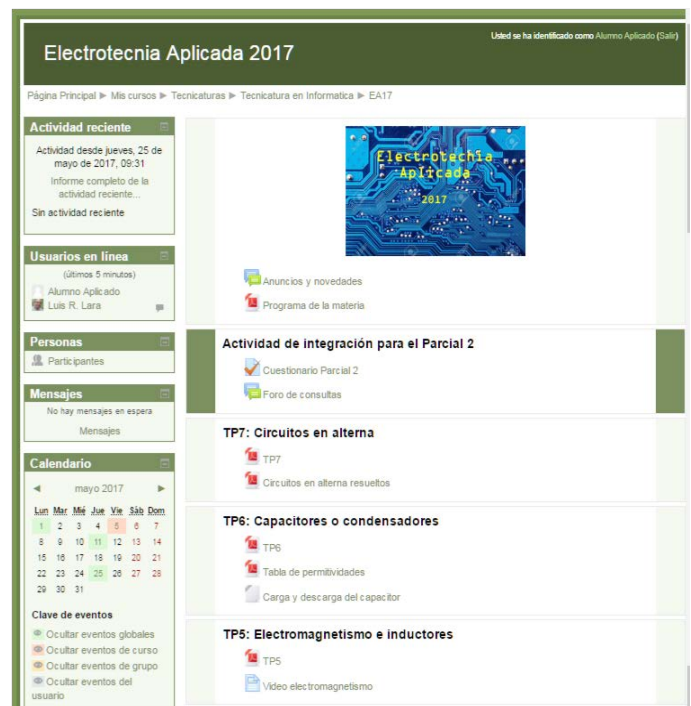 Electrotecnia Aplicada 2017
Usted se ha identificado como Alumno Aplicado (Salir)
Página Principal ► Mis cursos ► Tecnicaturas ► Tecnicatura en Informatica ► EA17
Actividad reciente
Actividad desde jueves, 25 de
mayo de 2017, 09:31
Informe completo de la
actividad reciente...
Sin actividad reciente
Usuarios en línea
(últimos 5 minutos)
Alumno Aplicado
Luis R. Lara
Personas
Participantes
Mensajes
No hay mensajes en espera
Mensajes
Calendario
◄ mayo 2017 ►
Lun Mar Mié Jue Vie Sáb Dom
1 2 3 4 5 6 7
8 9 10 11 12 13 14
15 16 17 18 19 20 21
22 23 24 25 26 27 28
29 30 31
Clave de eventos
Ocultar eventos globales
Ocultar eventos de curso
Ocultar eventos de grupo
Ocultar eventos del
usuario
Electrotecnia
Aplicada
2017
Anuncios y novedades
Programa de la materia
Actividad de integración para el Parcial 2
Cuestionario Parcial 2
Foro de consultas
TP7: Circuitos en alterna
TP7
Circuitos en alterna resueltos
TP6: Capacitores o condensadores
TP6
Tabla de permitividades
Carga y descarga del capacitor
TP5: Electromagnetismo e inductores
TP5
Video electromagnetismo